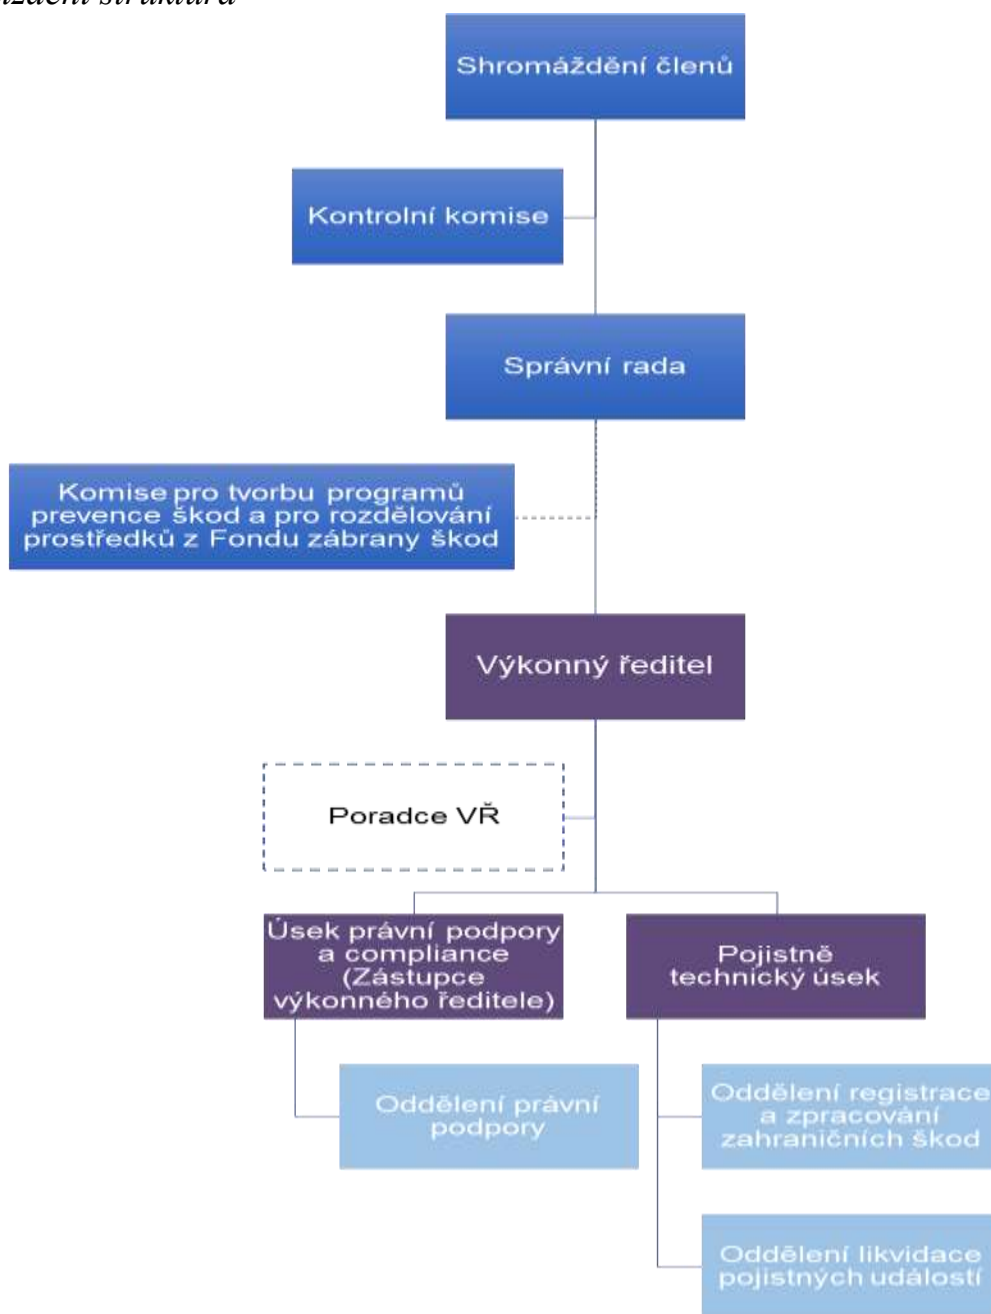 struktura
Shromáždění členů
Kontrolní komise
Správní rada
Komise pro tvorbu programů
prevence škod a pro rozdělování
prostředků z Fondu zábrany škod
Výkonný ředitel
Poradce VŘ
Úsek právní podpory
a compliance
(Zástupce
výkonného ředitele)
Pojistně
technický úsek
Oddělení právní
podpory
Oddělení registrace
a zpracování
zahraničních škod
Oddělení likvidace
pojistných událostí